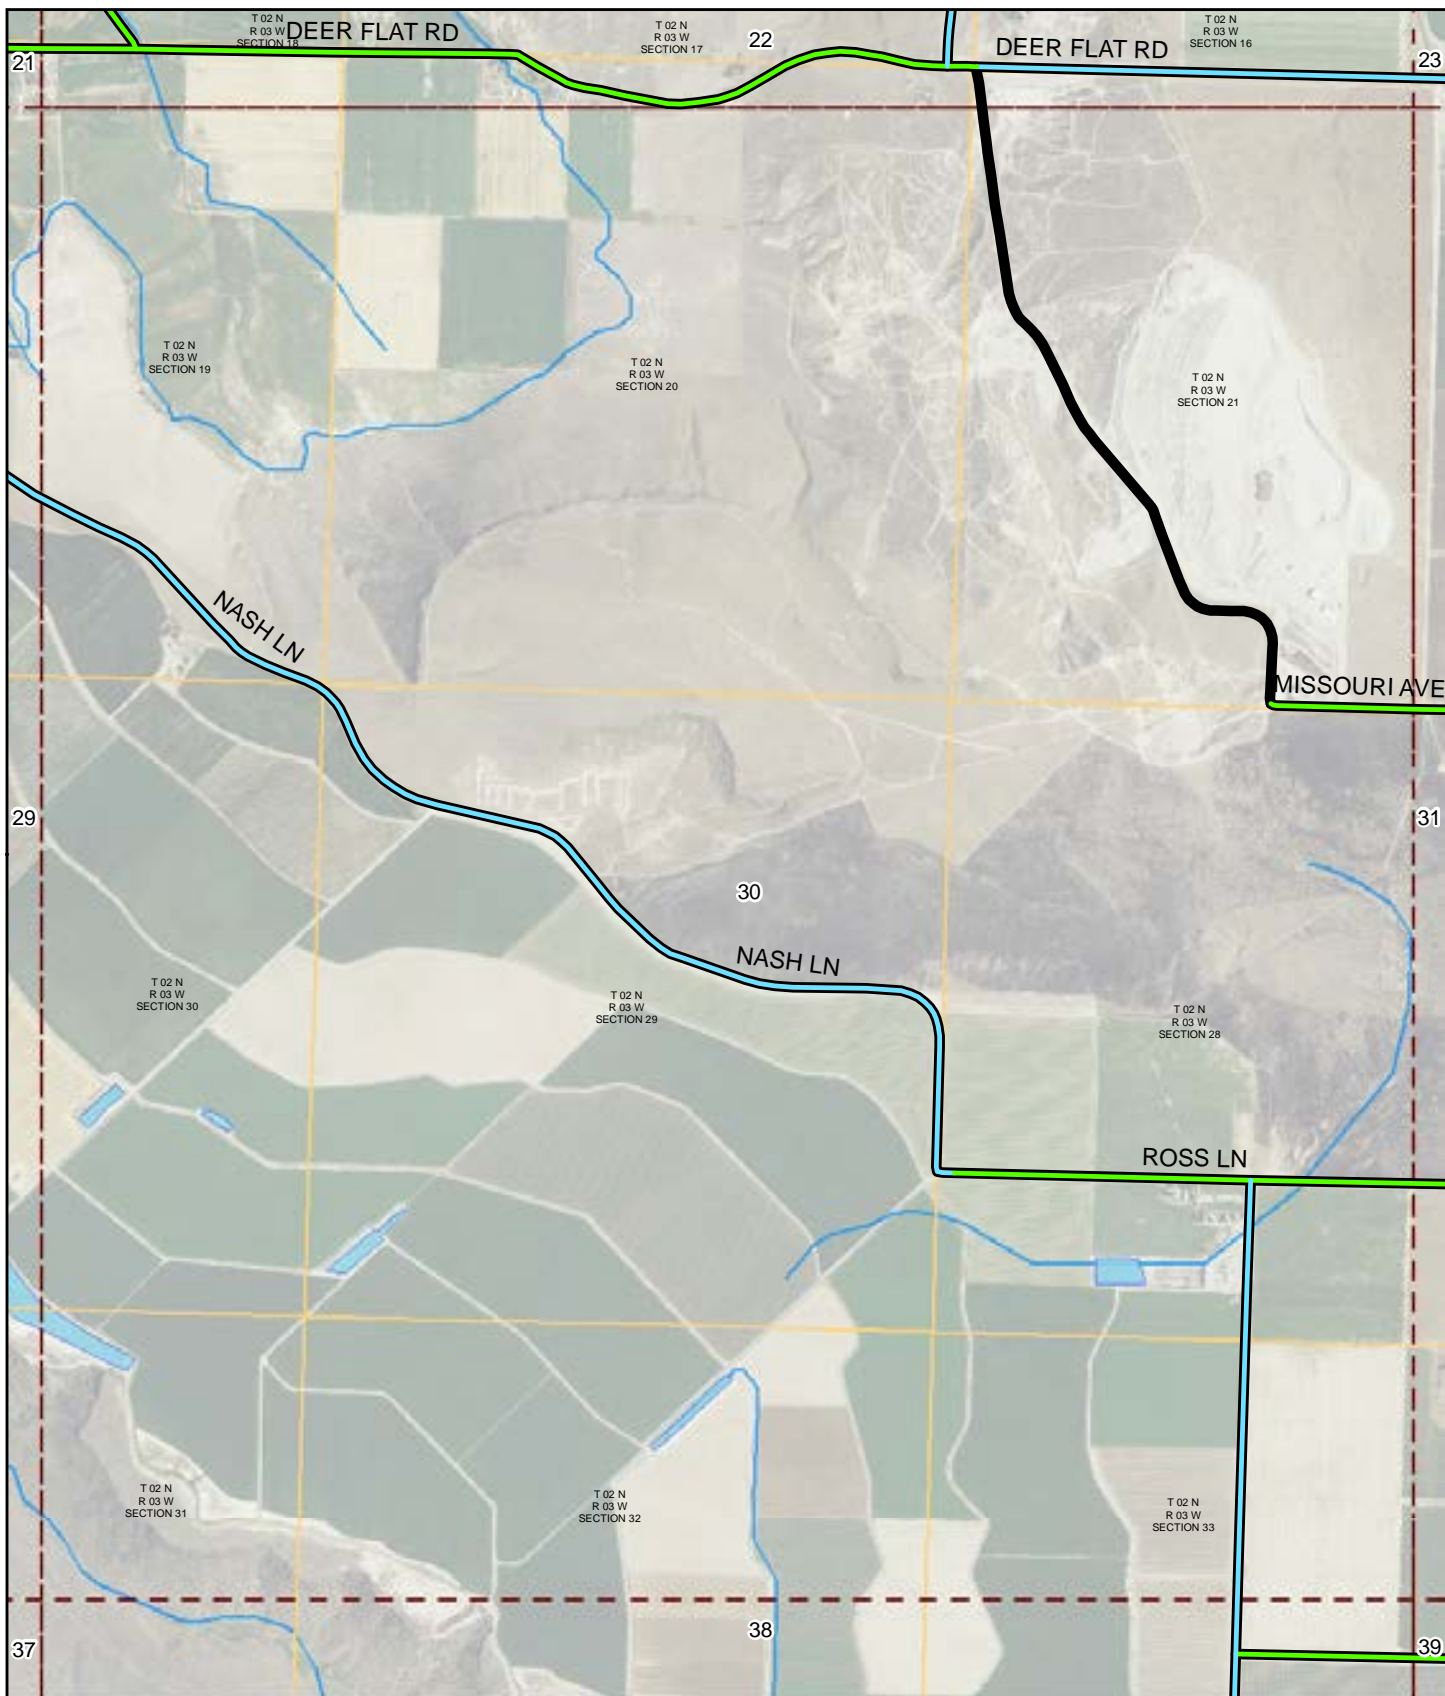 T 02 N
R 03 W
SECTION 18
DEER FLAT RD
T 02 N
R 03 W
SECTION 17
22
DEER FLAT RD
T 02 N
R 03 W
SECTION 16
21
23
T 02 N
R 03 W
SECTION 19
T 02 N
R 03 W
SECTION 20
T 02 N
R 03 W
SECTION 21
NASH LN
MISSOURI AVE
29
31
30
NASH LN
T 02 N
R 03 W
SECTION 30
T 02 N
R 03 W
SECTION 29
T 02 N
R 03 W
SECTION 28
ROSS LN
T 02 N
R 03 W
SECTION 31
T 02 N
R 03 W
SECTION 32
T 02 N
R 03 W
SECTION 33
37
38
39